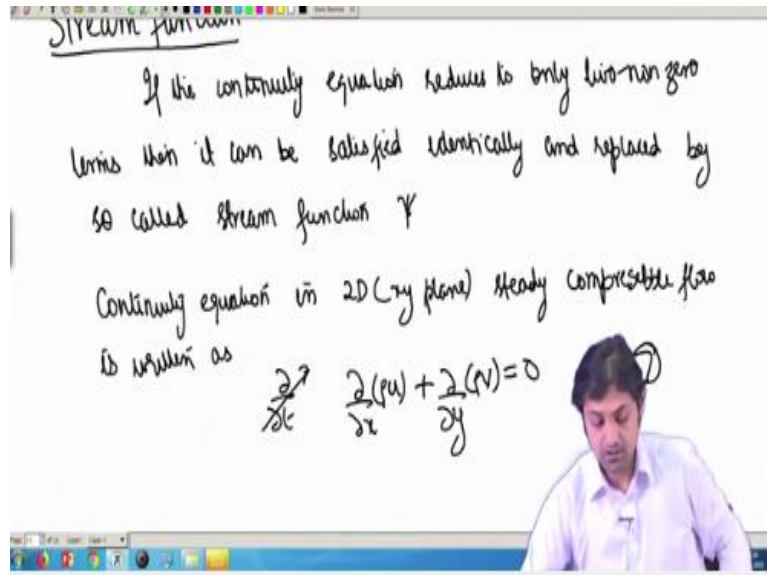 Stream function
If the continuity equation reduces to only two-non zero
terms then it can be satisfied identically and replaced by
so called stream function ψ
Continuity equation in 2D (xy plane) steady compressible flow
is written as
∂/∂t ∂/∂x (ρu) + ∂/∂y (ρv) = 0 7